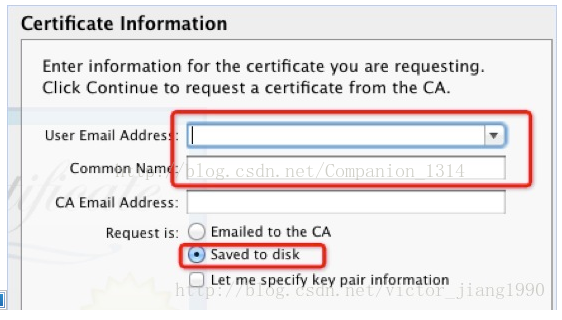 Certificate Information
Enter information for the certificate you are requesting.
Click Continue to request a certificate from the CA.
User Email Address:
Common Name:
http://blog.csdn.net/Companion_1314
CA Email Address:
Request is: Emailed to the CA
Saved to disk
Let me specify key pair information
http://blog.csdn.net/victor_jiang1990